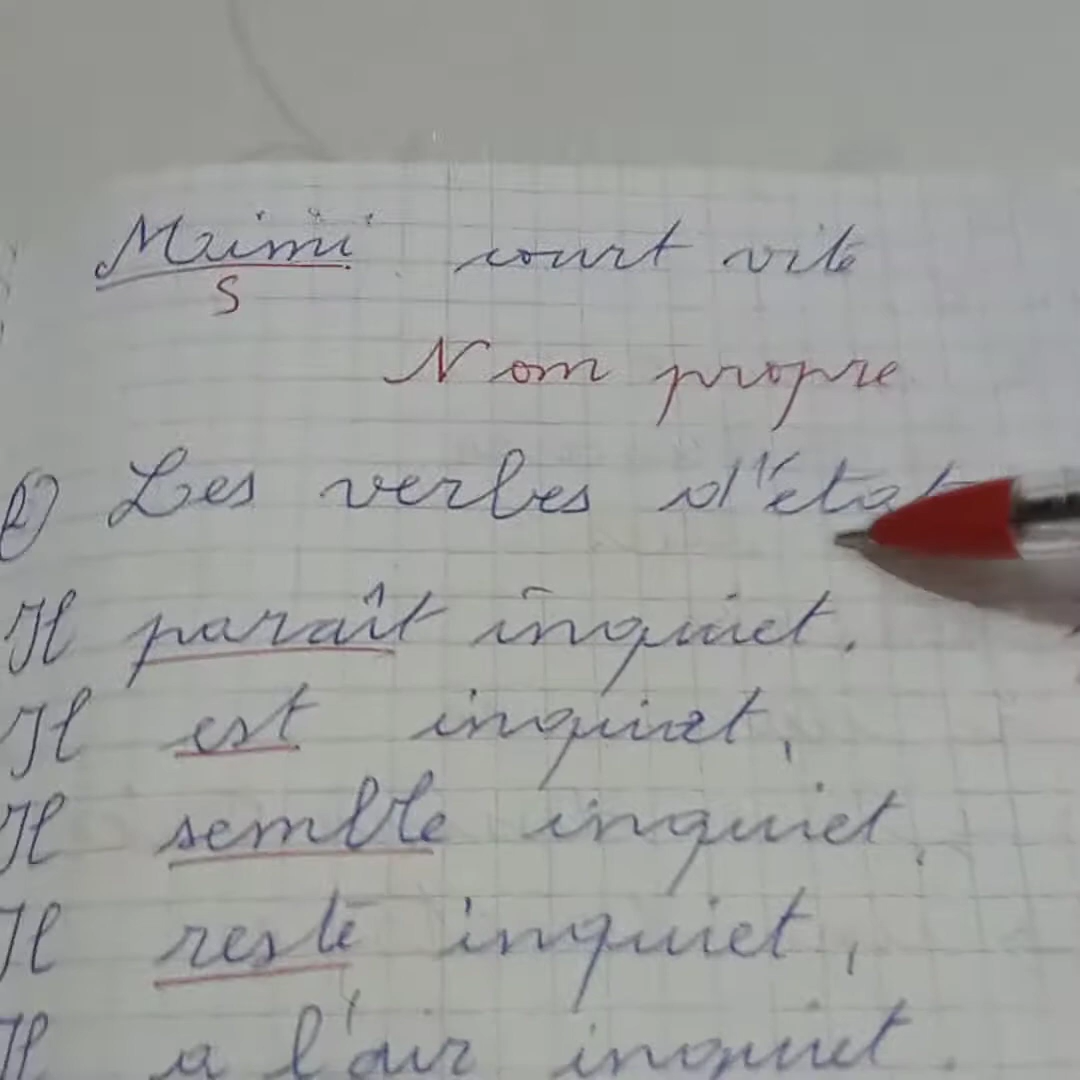 Mimi court vite
S
Nom propre
2) Les verbes d'état
Il paraît inquiet.
Il est inquiet,
Il semble inquiet,
Il reste inquiet,
Il a l'air inquiet.